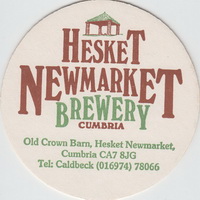 HESKET
NEWMARKET
BREWERY
CUMBRIA
Old Crown Barn, Hesket Newmarket,
Cumbria CA7 8JG
Tel: Caldbeck (016974) 78066